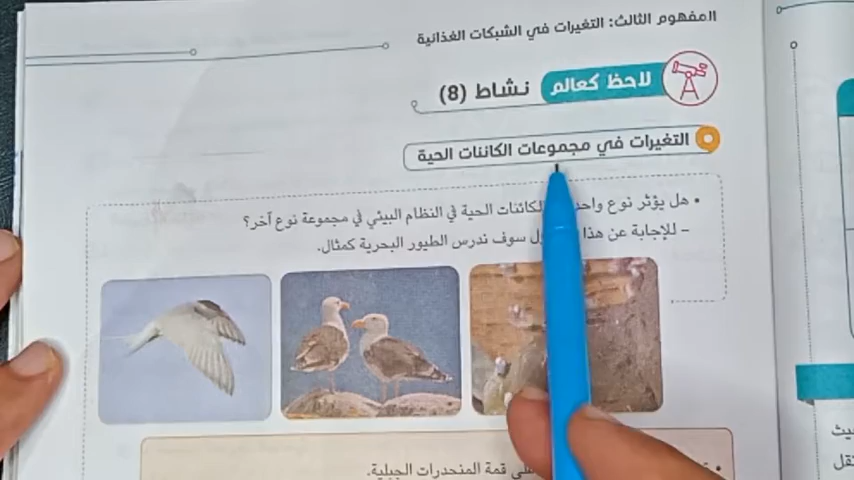 المفهوم الثالث: التغيرات في الشبكات الغذائية
لاحظ كعالم نشاط (8)
التغيرات في مجموعات الكائنات الحية
• هل يؤثر نوع واحد الكائنات الحية في النظام البيئي في مجموعة نوع آخر؟
- للإجابة عن هذا سوف ندرس الطيور البحرية كمثال.
على قمة المنحدرات الجبلية.